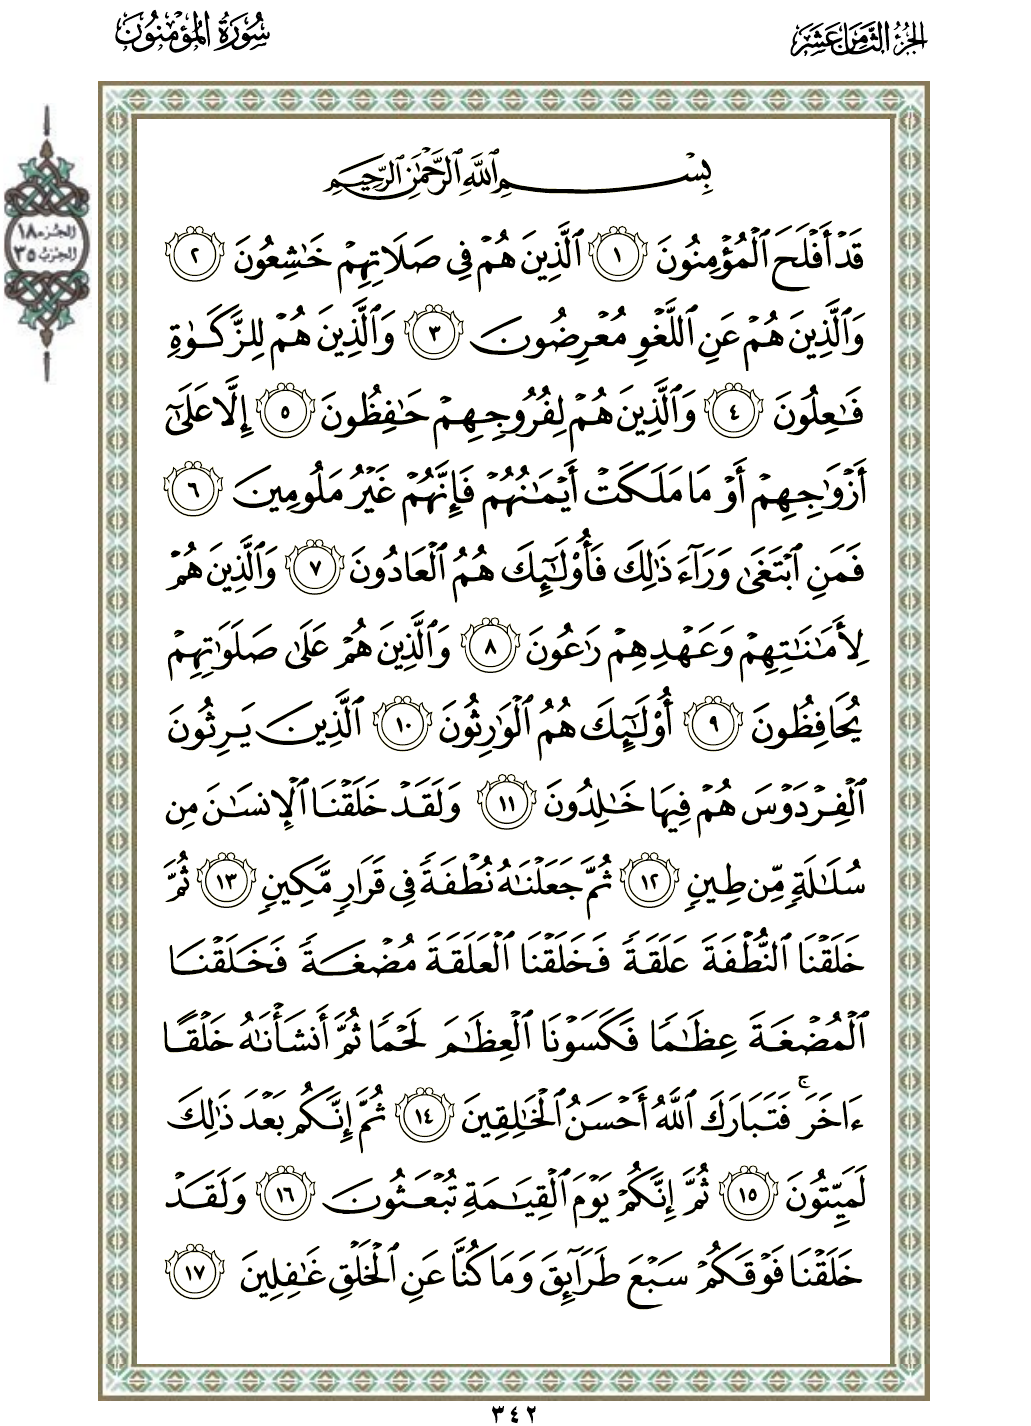 الجزء الثامن عشر
سورة المؤمنون
الجزء ١٨
الحزب ٣٥
بِسْمِ ٱللَّهِ ٱلرَّحْمَٰنِ ٱلرَّحِيمِ
قَدْ أَفْلَحَ ٱلْمُؤْمِنُونَ ١ ٱلَّذِينَ هُمْ فِى صَلَاتِهِمْ خَٰشِعُونَ ٢
وَٱلَّذِينَ هُمْ عَنِ ٱللَّغْوِ مُعْرِضُونَ ٣ وَٱلَّذِينَ هُمْ لِلزَّكَوٰةِ
فَٰعِلُونَ ٤ وَٱلَّذِينَ هُمْ لِفُرُوجِهِمْ حَٰفِظُونَ ٥ إِلَّا عَلَىٰٓ
أَزْوَٰجِهِمْ أَوْ مَا مَلَكَتْ أَيْمَٰنُهُمْ فَإِنَّهُمْ غَيْرُ مَلُومِينَ ٦
فَمَنِ ٱبْتَغَىٰ وَرَآءَ ذَٰلِكَ فَأُو۟لَٰٓئِكَ هُمُ ٱلْعَادُونَ ٧ وَٱلَّذِينَ هُمْ
لِأَمَٰنَٰتِهِمْ وَعَهْدِهِمْ رَٰعُونَ ٨ وَٱلَّذِينَ هُمْ عَلَىٰ صَلَوَٰتِهِمْ
يُحَافِظُونَ ٩ أُو۟لَٰٓئِكَ هُمُ ٱلْوَٰرِثُونَ ١٠ ٱلَّذِينَ يَرِثُونَ
ٱلْفِرْدَوْسَ هُمْ فِيهَا خَٰلِدُونَ ١١ وَلَقَدْ خَلَقْنَا ٱلْإِنسَٰنَ مِن
سُلَٰلَةٍ مِّن طِينٍ ١٢ ثُمَّ جَعَلْنَٰهُ نُطْفَةً فِى قَرَارٍ مَّكِينٍ ١٣ ثُمَّ
خَلَقْنَا ٱلنُّطْفَةَ عَلَقَةً فَخَلَقْنَا ٱلْعَلَقَةَ مُضْغَةً فَخَلَقْنَا
ٱلْمُضْغَةَ عِظَٰمًا فَكَسَوْنَا ٱلْعِظَٰمَ لَحْمًا ثُمَّ أَنشَأْنَٰهُ خَلْقًا
ءَاخَرَ ۚ فَتَبَارَكَ ٱللَّهُ أَحْسَنُ ٱلْخَٰلِقِينَ ١٤ ثُمَّ إِنَّكُم بَعْدَ ذَٰلِكَ
لَمَيِّتُونَ ١٥ ثُمَّ إِنَّكُمْ يَوْمَ ٱلْقِيَٰمَةِ تُبْعَثُونَ ١٦ وَلَقَدْ
خَلَقْنَا فَوْقَكُمْ سَبْعَ طَرَآئِقَ وَمَا كُنَّا عَنِ ٱلْخَلْقِ غَٰفِلِينَ ١٧
٣٤٢